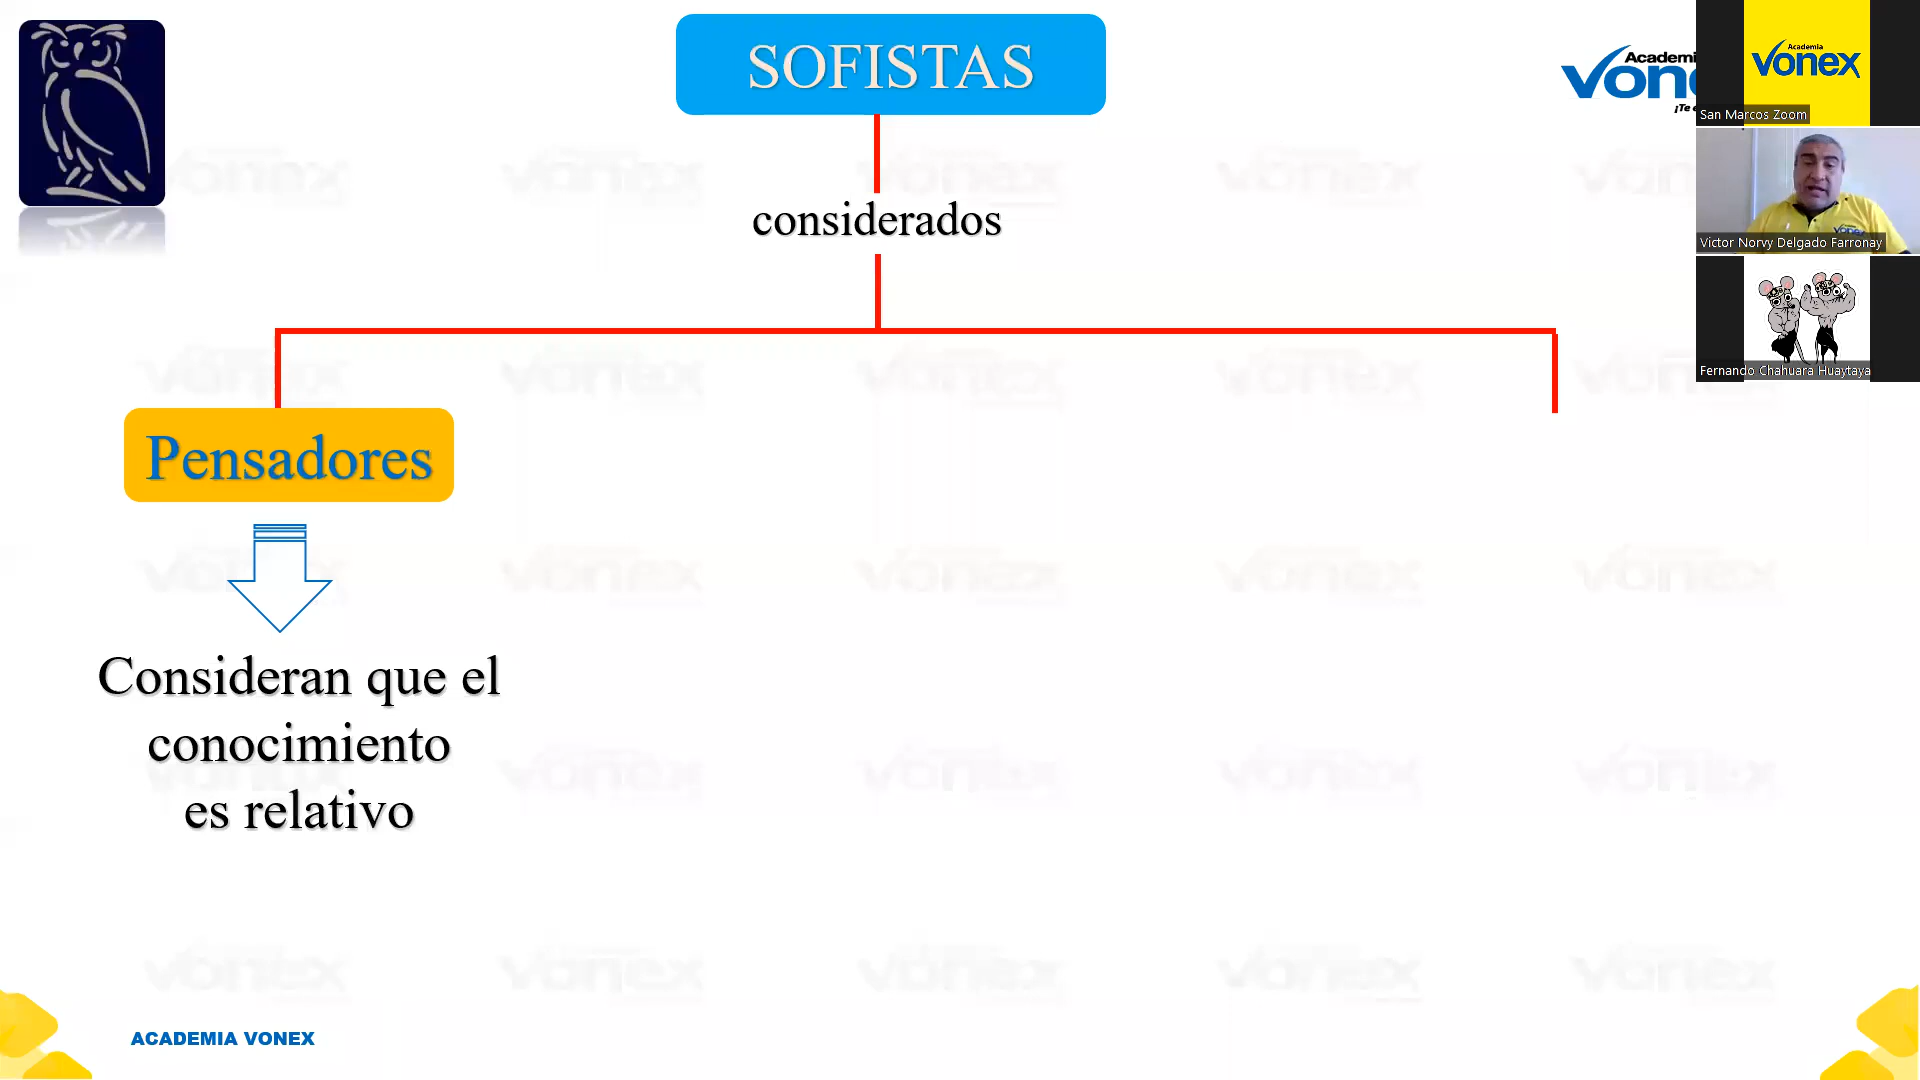 SOFISTAS
considerados
Pensadores
Consideran que el
conocimiento
es relativo
ACADEMIA VONEX
Academia
vonex
San Marcos Zoom
Victor Norvy Delgado Farronay
Fernando Chahuara Huaytaya